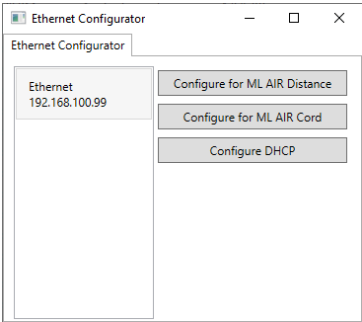 Ethernet Configurator
Ethernet Configurator
Ethernet
192.168.100.99
Configure for ML AIR Distance
Configure for ML AIR Cord
Configure DHCP